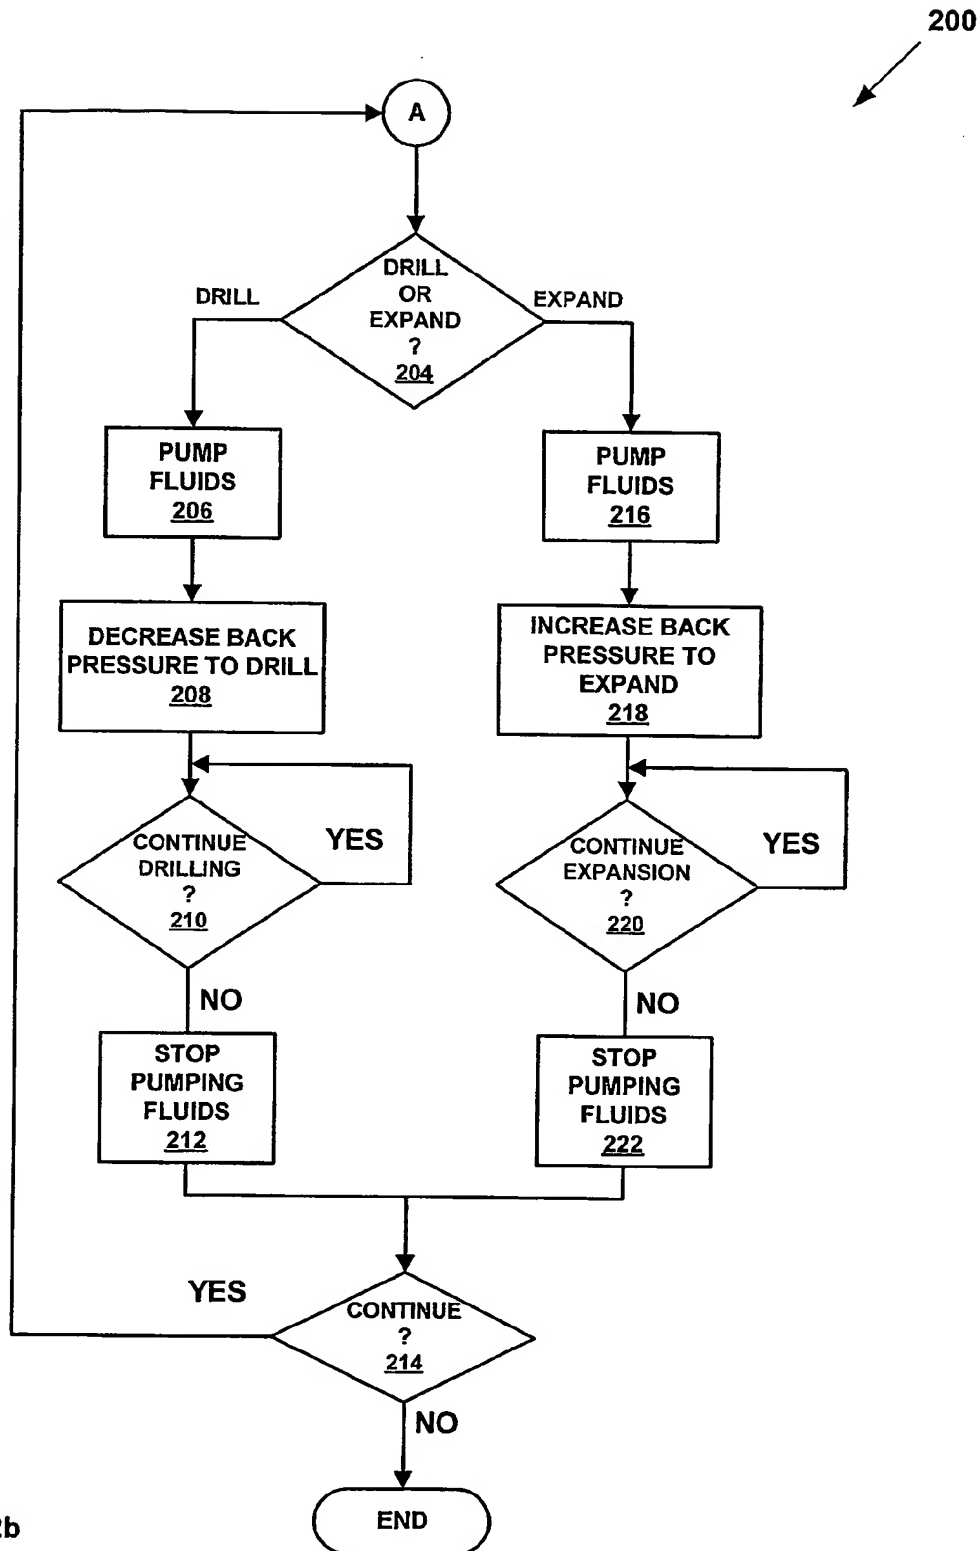 200
A
DRILL
OR
EXPAND
?
204
DRILL
EXPAND
PUMP
FLUIDS
206
PUMP
FLUIDS
216
DECREASE BACK
PRESSURE TO DRILL
208
INCREASE BACK
PRESSURE TO
EXPAND
218
CONTINUE
DRILLING
?
210
YES
CONTINUE
EXPANSION
?
220
YES
NO
NO
STOP
PUMPING
FLUIDS
212
STOP
PUMPING
FLUIDS
222
YES
CONTINUE
?
214
NO
END
2b